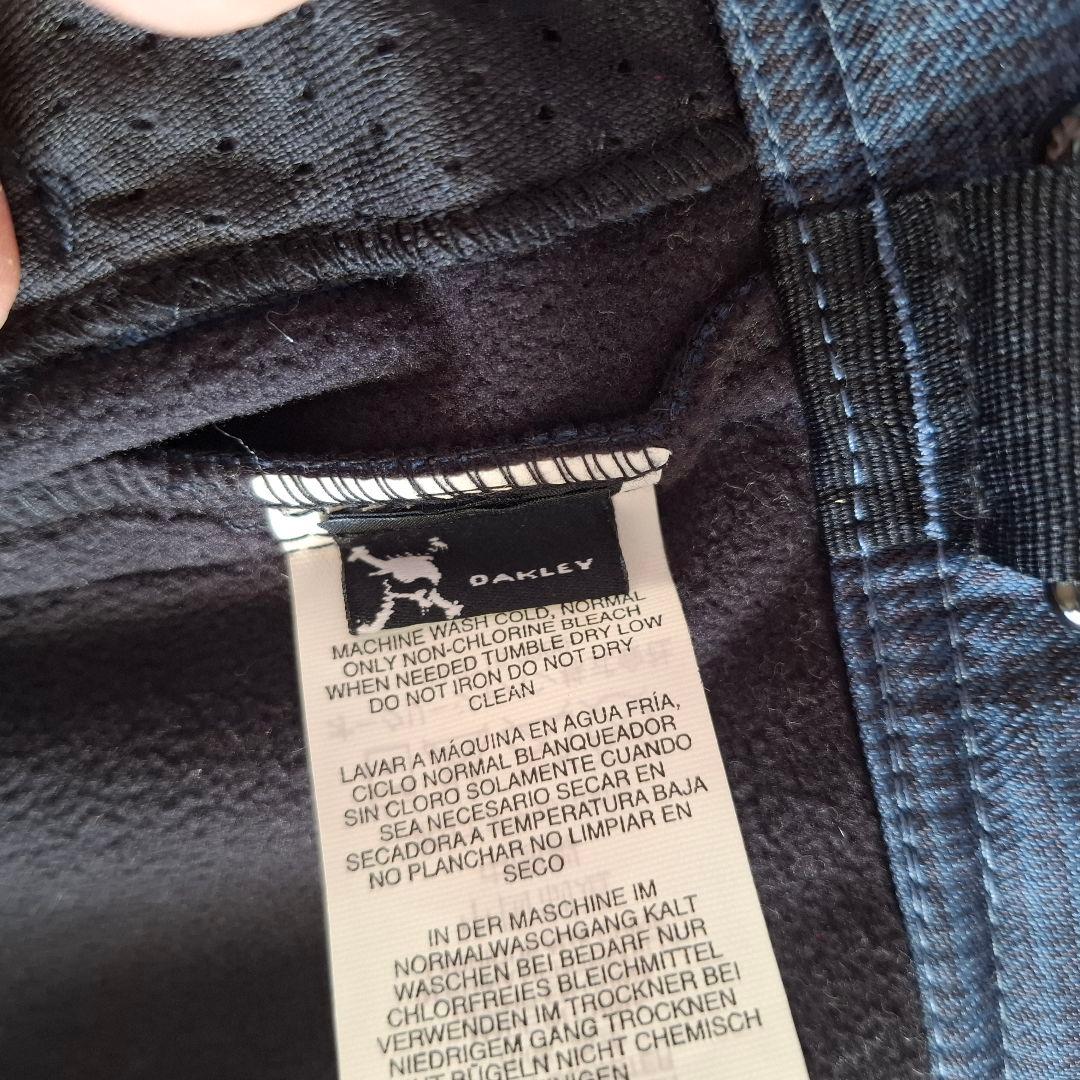 OAKLEY
MACHINE WASH COLD, NORMAL
ONLY NON-CHLORINE BLEACH
WHEN NEEDED TUMBLE DRY LOW
DO NOT IRON DO NOT DRY
CLEAN
LAVAR A MÁQUINA EN AGUA FRÍA,
CICLO NORMAL BLANQUEADOR
SIN CLORO SOLAMENTE CUANDO
SEA NECESARIO SECAR EN
SECADORA A TEMPERATURA BAJA
NO PLANCHAR NO LIMPIAR EN
SECO
IN DER MASCHINE IM
NORMALWASCHGANG KALT
WASCHEN BEI BEDARF NUR
CHLORFREIES BLEICHMITTEL
VERWENDEN IM TROCKNER BEI
NIEDRIGEM GANG TROCKNEN
BÜGELN NICHT CHEMISCH